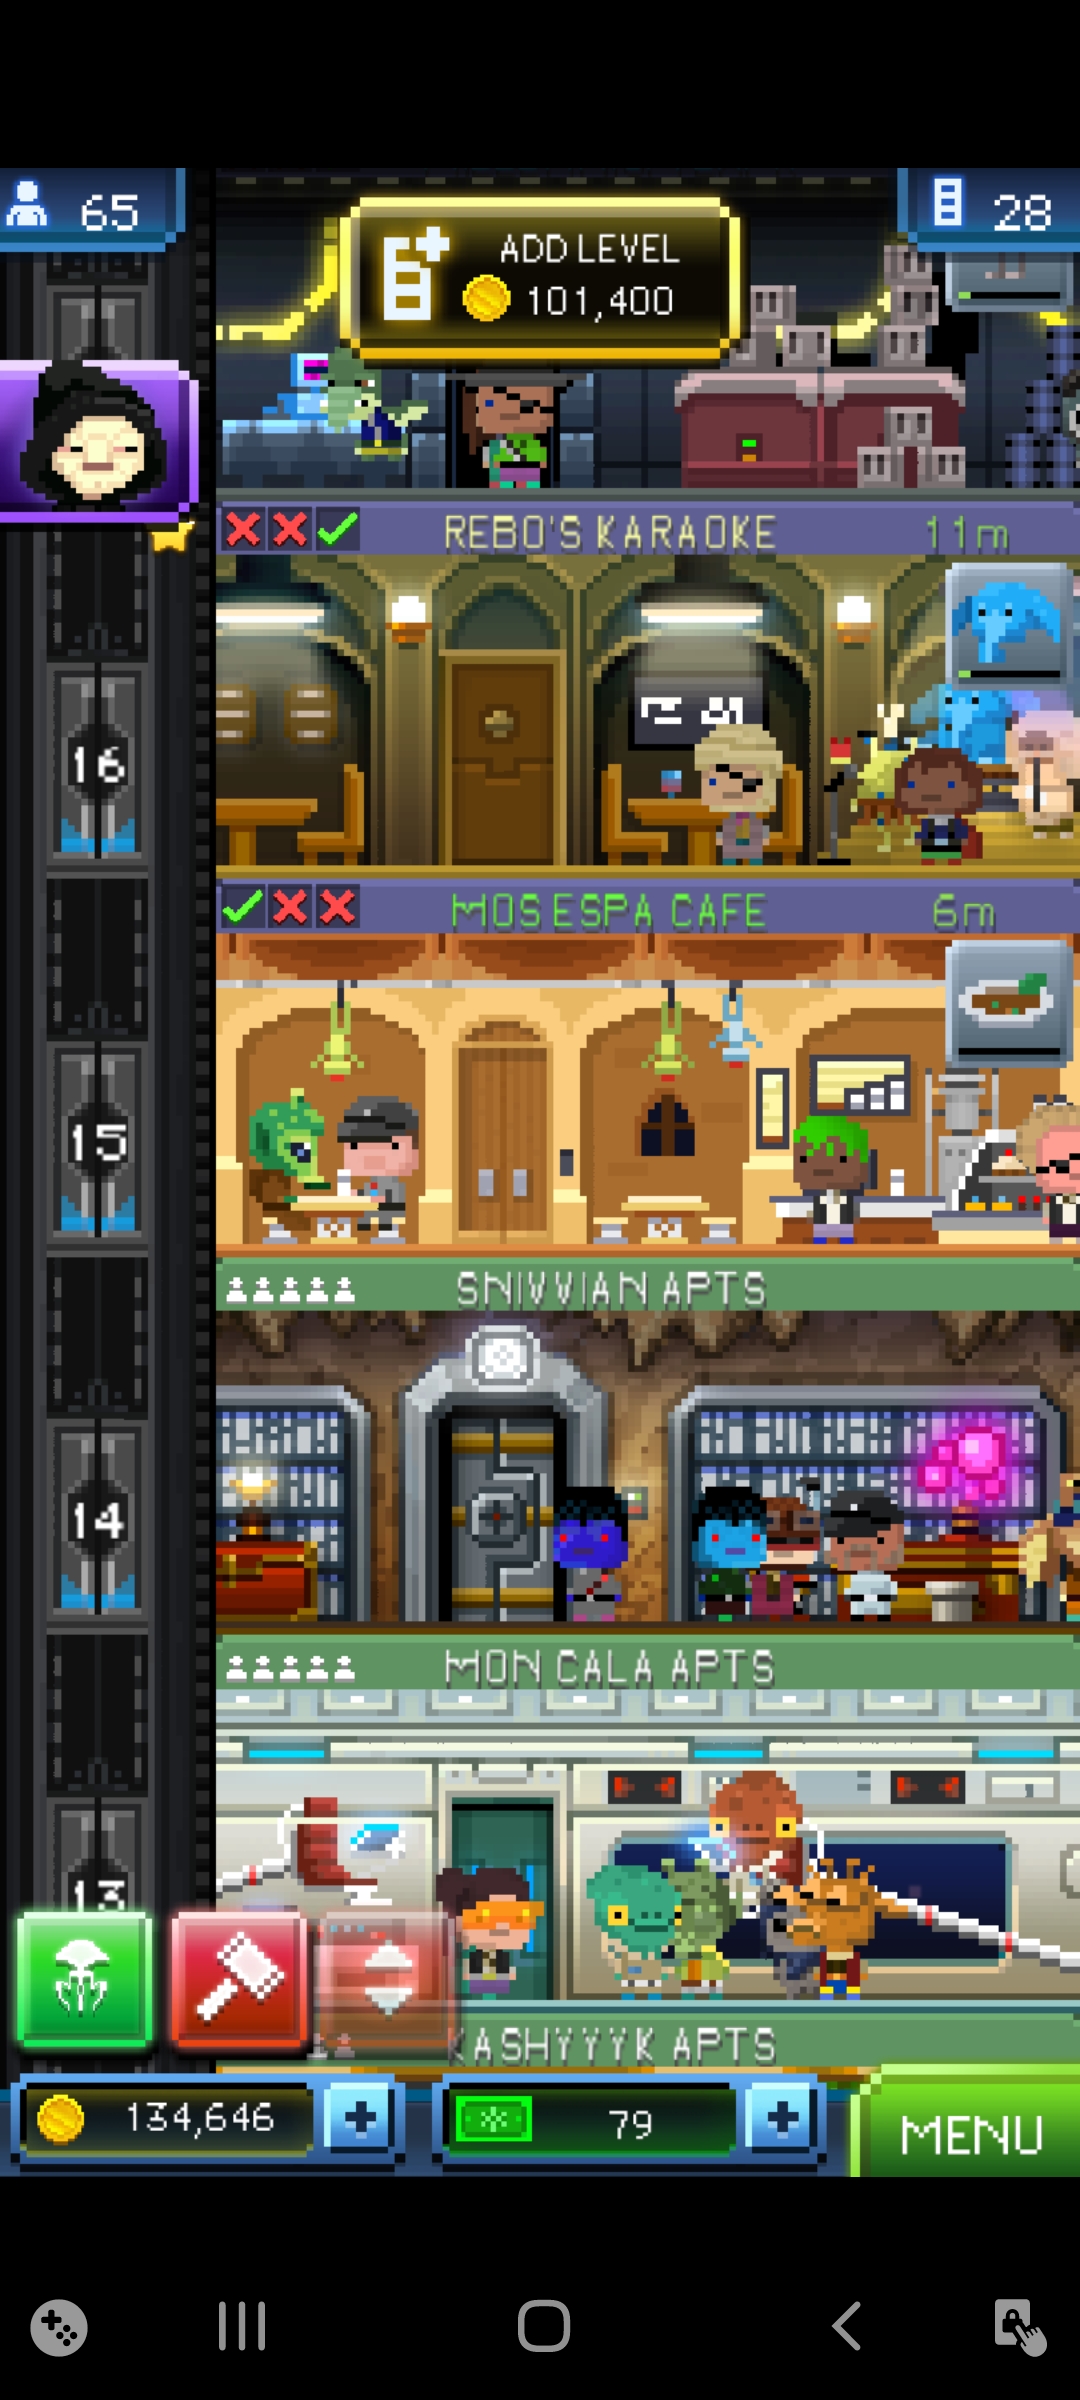 65
28
ADD LEVEL
101,400
REBO'S KARAOKE 11m
16
MOS ESPA CAFE 6m
15
SNIVVIAN APTS
14
MON CALA APTS
13
KASHYYYK APTS
134,646
79
MENU